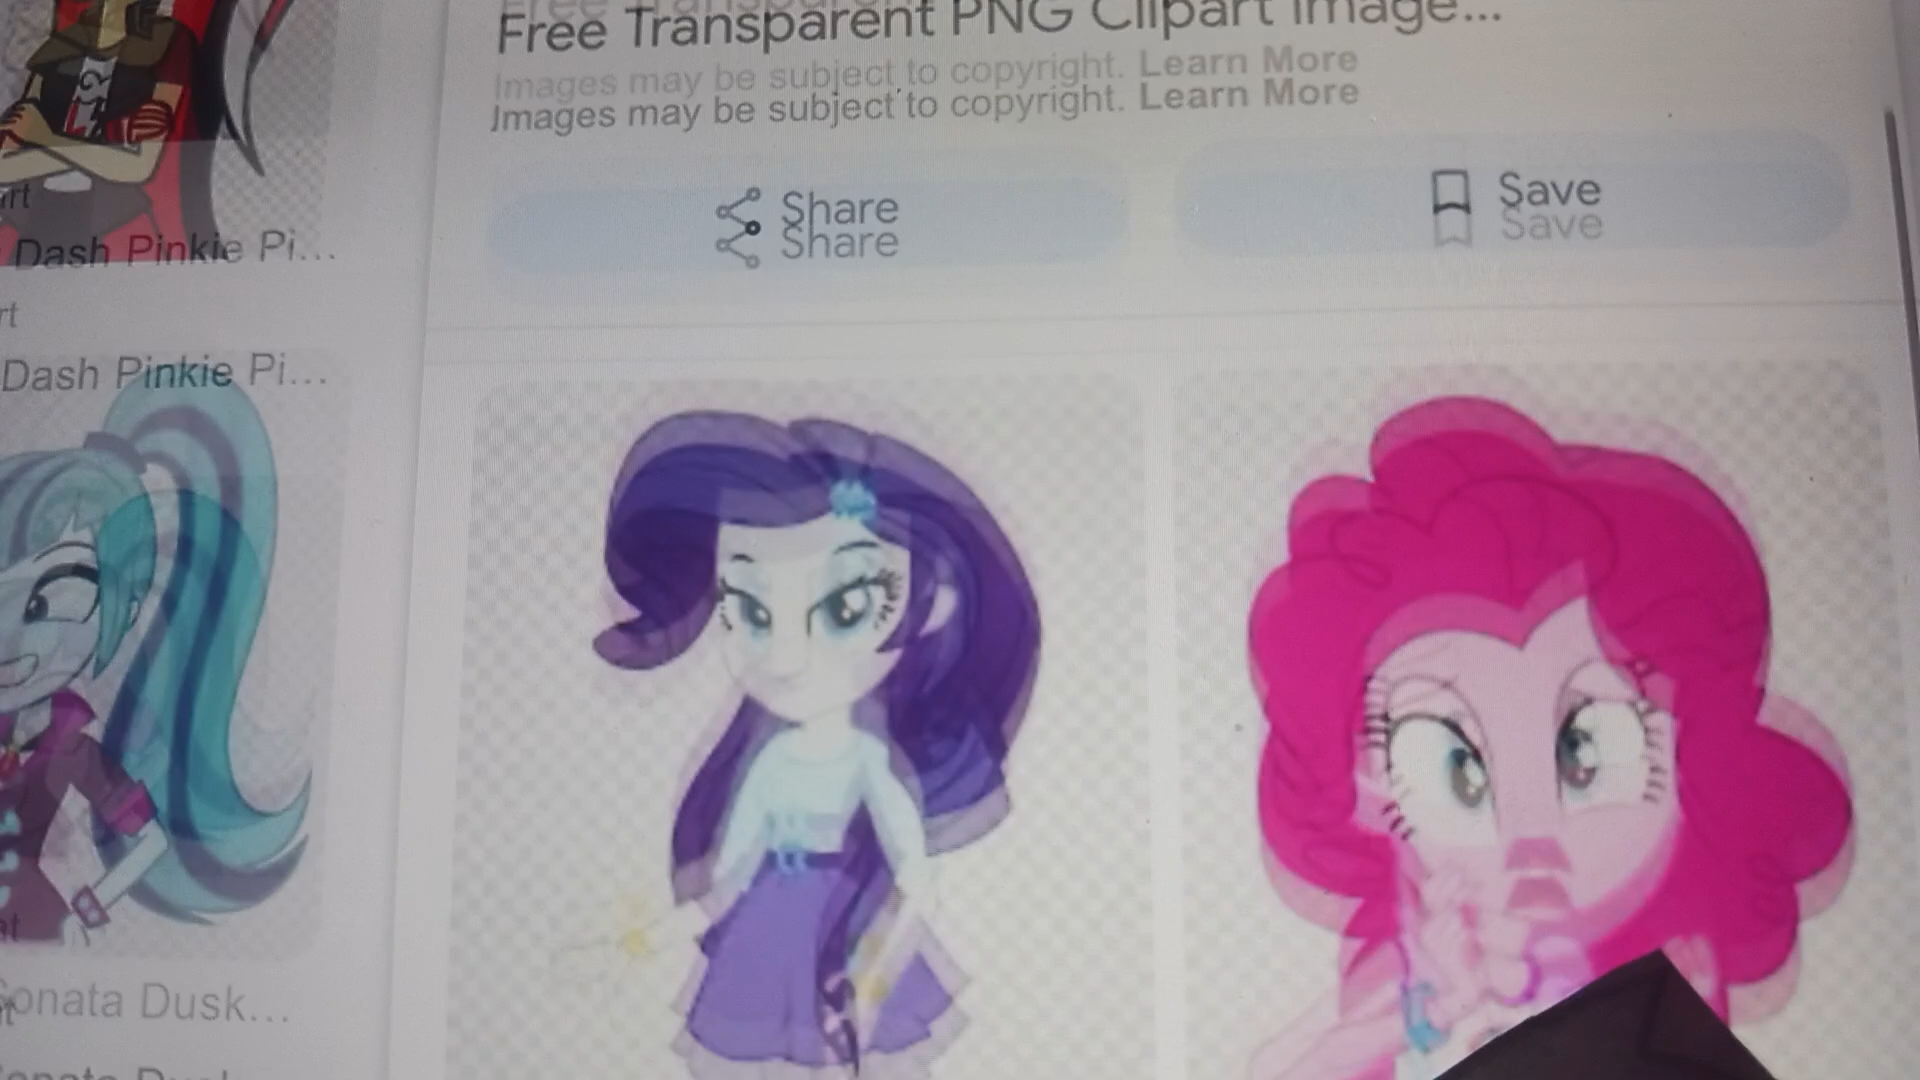 Free Transparent PNG Clipart Image...
Images may be subject to copyright. Learn More
Images may be subject to copyright. Learn More
Share
Share
Save
Save
Dash Pinkie Pi...
Dash Pinkie Pi...
Sonata Dusk...